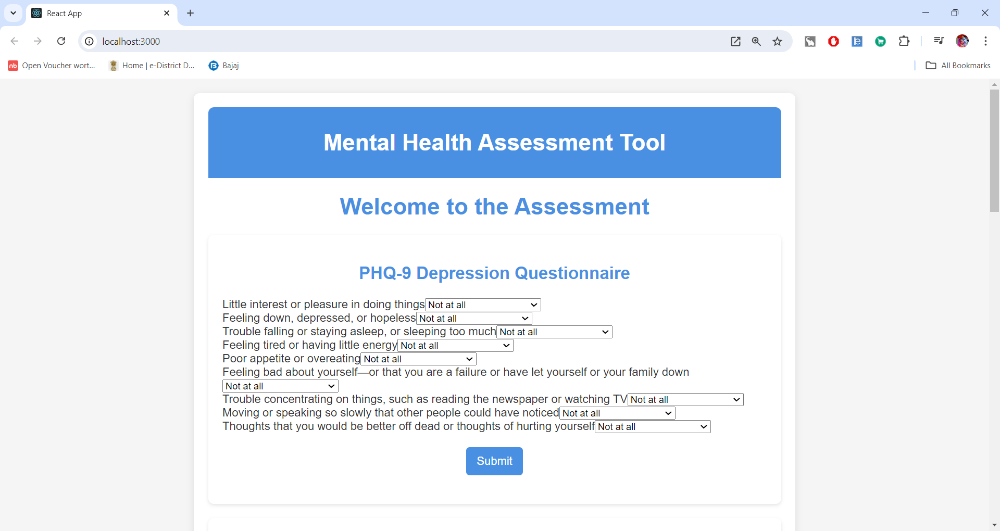 React App
localhost:3000
nb Open Voucher wort... Home | e-District D... B Bajaj All Bookmarks
Mental Health Assessment Tool
Welcome to the Assessment
PHQ-9 Depression Questionnaire
Little interest or pleasure in doing things Not at all
Feeling down, depressed, or hopeless Not at all
Trouble falling or staying asleep, or sleeping too much Not at all
Feeling tired or having little energy Not at all
Poor appetite or overeating Not at all
Feeling bad about yourself—or that you are a failure or have let yourself or your family down
Not at all
Trouble concentrating on things, such as reading the newspaper or watching TV Not at all
Moving or speaking so slowly that other people could have noticed Not at all
Thoughts that you would be better off dead or thoughts of hurting yourself Not at all
Submit